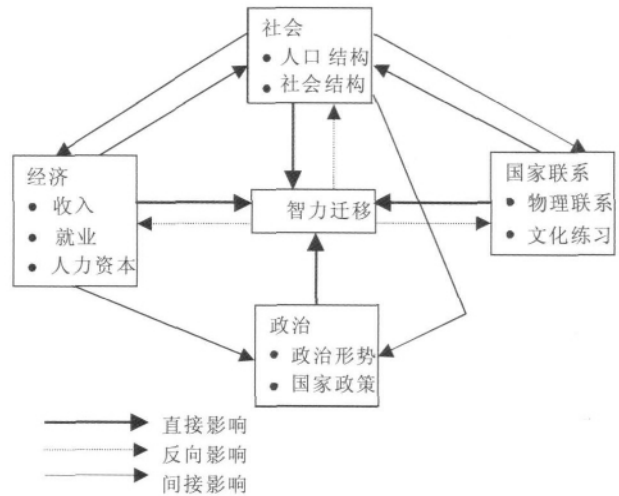 社会
● 人口结构
● 社会结构
经济
● 收入
● 就业
● 人力资本
国家联系
● 物理联系
● 文化练习
智力迁移
政治
● 政治形势
● 国家政策
直接影响
反向影响
间接影响